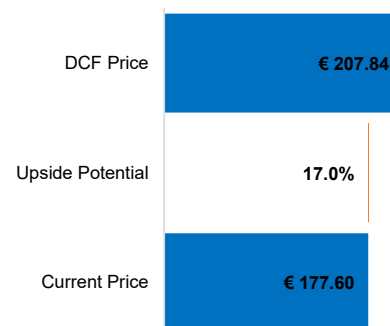 DCF Price
€ 207.84
Upside Potential
17.0%
Current Price
€ 177.60